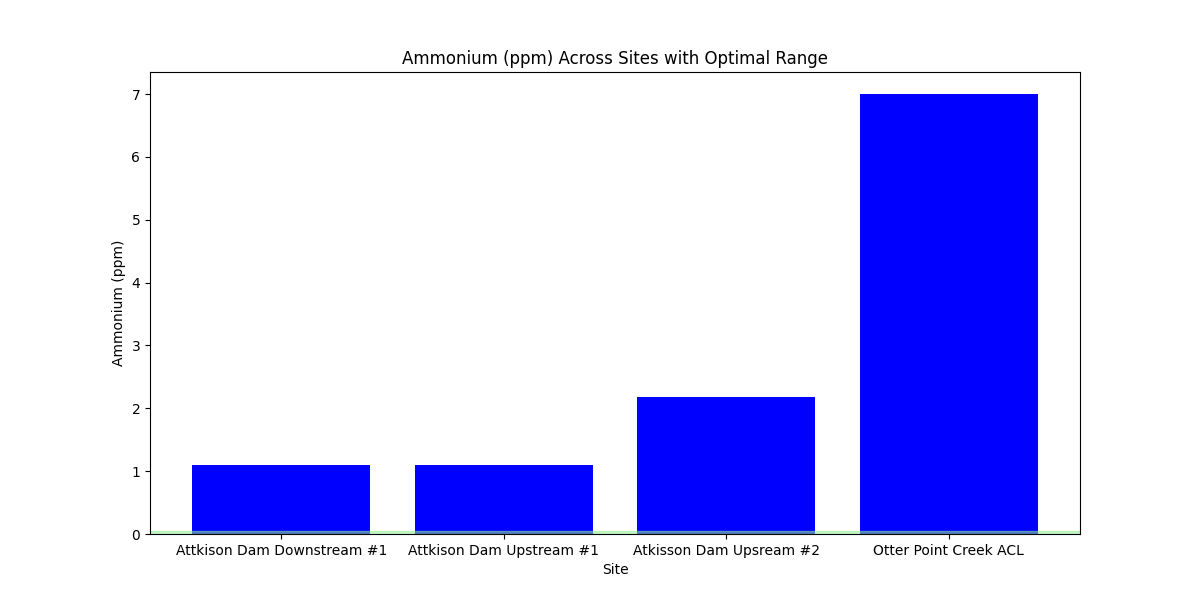 Ammonium (ppm) Across Sites with Optimal Range
7
6
5
4
3
2
1
0
Ammonium (ppm)
Attkison Dam Downstream #1
Attkison Dam Upstream #1
Atkisson Dam Upsream #2
Otter Point Creek ACL
Site